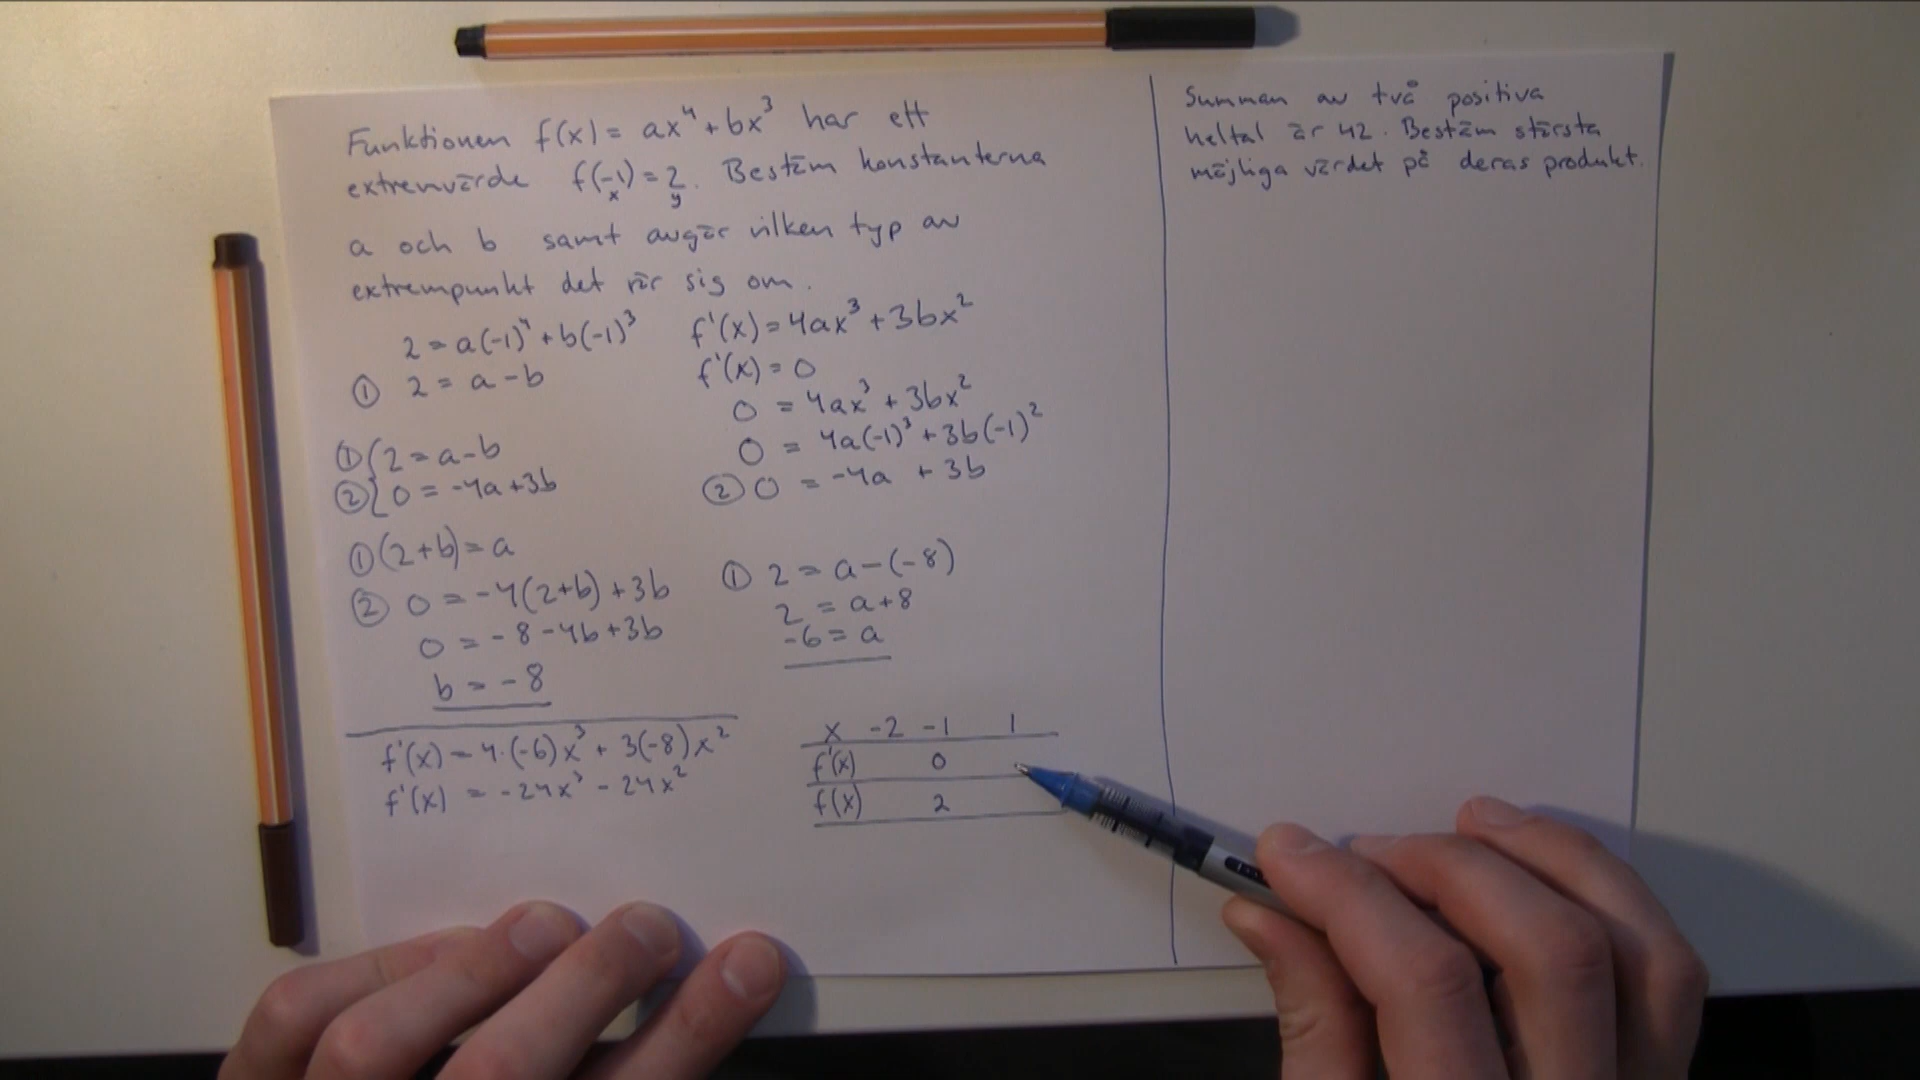 Funktionen f(x) = ax⁴ + bx³ har ett
extremvärde f(-1) = 2. Bestäm konstanterna
x y
a och b samt avgör vilken typ av
extrempunkt det rör sig om.
2 = a(-1)⁴ + b(-1)³
① 2 = a - b
① { 2 = a - b
② { 0 = -4a + 3b
① (2+b) = a
② 0 = -4(2+b) + 3b
0 = -8 - 4b + 3b
b = -8
f'(x) = 4ax³ + 3bx²
f'(x) = 0
0 = 4ax³ + 3bx²
0 = 4a(-1)³ + 3b(-1)²
② 0 = -4a + 3b
① 2 = a - (-8)
2 = a + 8
-6 = a
f'(x) = 4·(-6)x³ + 3(-8)x²
f'(x) = -24x³ - 24x²
x -2 -1 1
f'(x) 0
f(x) 2
Summan av två positiva
heltal är 42. Bestäm största
möjliga värdet på deras produkt.